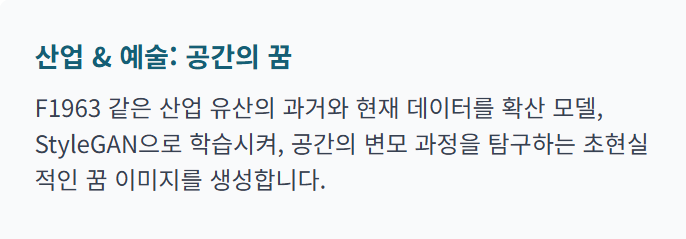 산업 & 예술: 공간의 꿈
F1963 같은 산업 유산의 과거와 현재 데이터를 확산 모델,
StyleGAN으로 학습시켜, 공간의 변모 과정을 탐구하는 초현실
적인 꿈 이미지를 생성합니다.